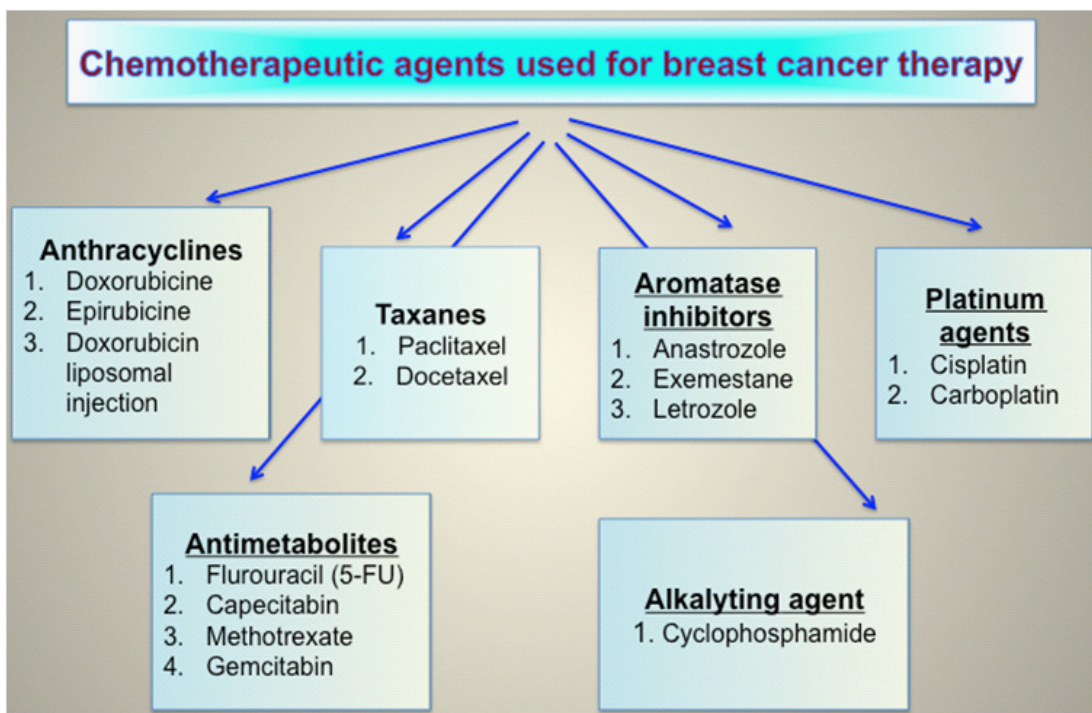 Chemotherapeutic agents used for breast cancer therapy
Anthracyclines
1. Doxorubicine
2. Epirubicine
3. Doxorubicin
liposomal
injection
Taxanes
1. Paclitaxel
2. Docetaxel
Aromatase
inhibitors
1. Anastrozole
2. Exemestane
3. Letrozole
Platinum
agents
1. Cisplatin
2. Carboplatin
Antimetabolites
1. Flurouracil (5-FU)
2. Capecitabin
3. Methotrexate
4. Gemcitabin
Alkalyting agent
1. Cyclophosphamide